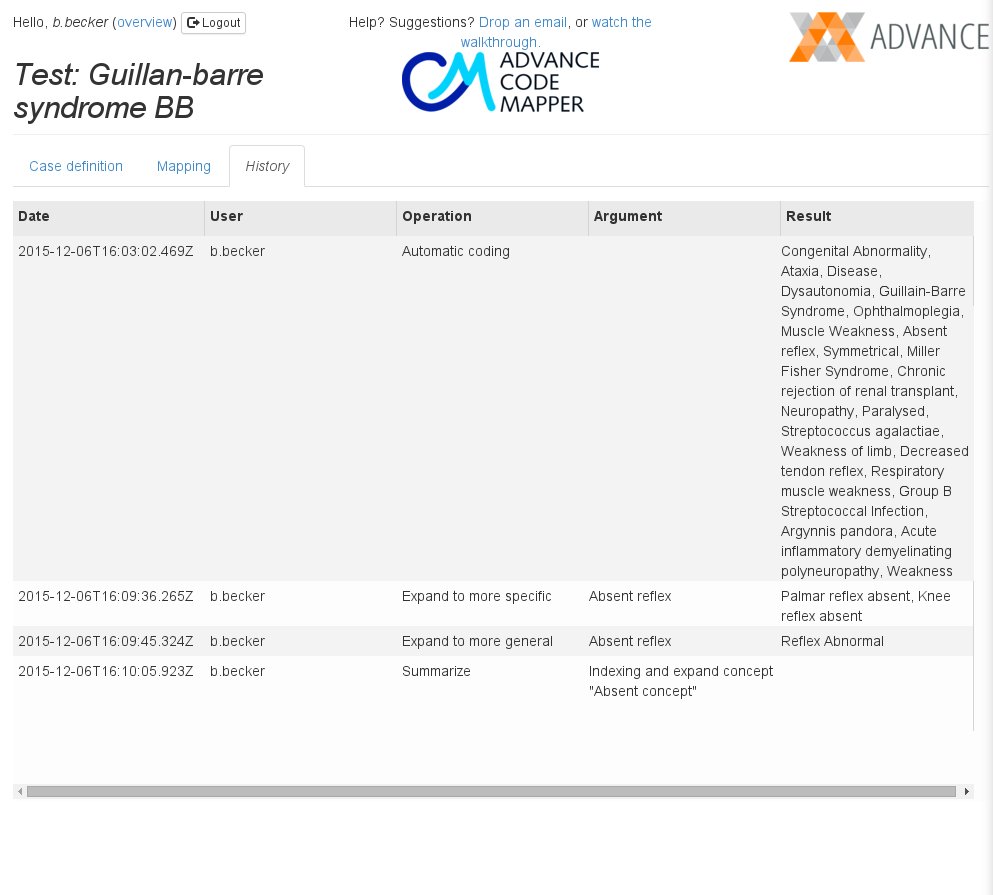 Hello, b.becker (overview) Logout
Help? Suggestions? Drop an email, or watch the
walkthrough.
ADVANCE
CM ADVANCE
CODE
MAPPER
Test: Guillan-barre
syndrome BB
Case definition Mapping History
Date User Operation Argument Result
2015-12-06T16:03:02.469Z b.becker Automatic coding Congenital Abnormality,
Ataxia, Disease,
Dysautonomia, Guillain-Barre
Syndrome, Ophthalmoplegia,
Muscle Weakness, Absent
reflex, Symmetrical, Miller
Fisher Syndrome, Chronic
rejection of renal transplant,
Neuropathy, Paralysed,
Streptococcus agalactiae,
Weakness of limb, Decreased
tendon reflex, Respiratory
muscle weakness, Group B
Streptococcal Infection,
Argynnis pandora, Acute
inflammatory demyelinating
polyneuropathy, Weakness
2015-12-06T16:09:36.265Z b.becker Expand to more specific Absent reflex Palmar reflex absent, Knee
reflex absent
2015-12-06T16:09:45.324Z b.becker Expand to more general Absent reflex Reflex Abnormal
2015-12-06T16:10:05.923Z b.becker Summarize Indexing and expand concept
"Absent concept"